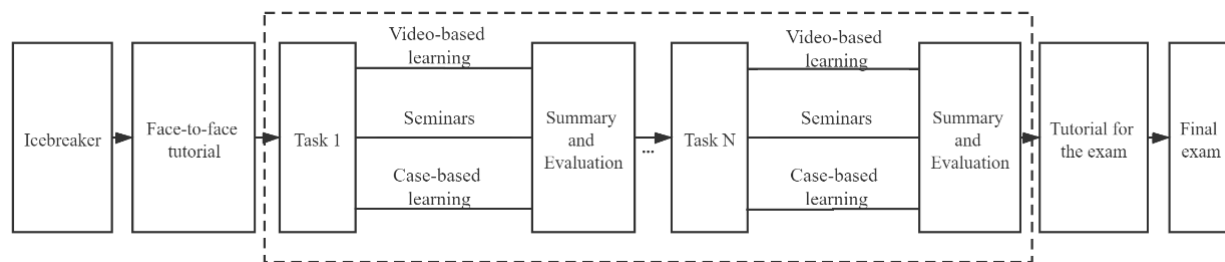 Icebreaker
Face-to-face
tutorial
Task 1
Video-based
learning
Seminars
Case-based
learning
Summary
and
Evaluation
...
Task N
Video-based
learning
Seminars
Case-based
learning
Summary
and
Evaluation
Tutorial for
the exam
Final
exam